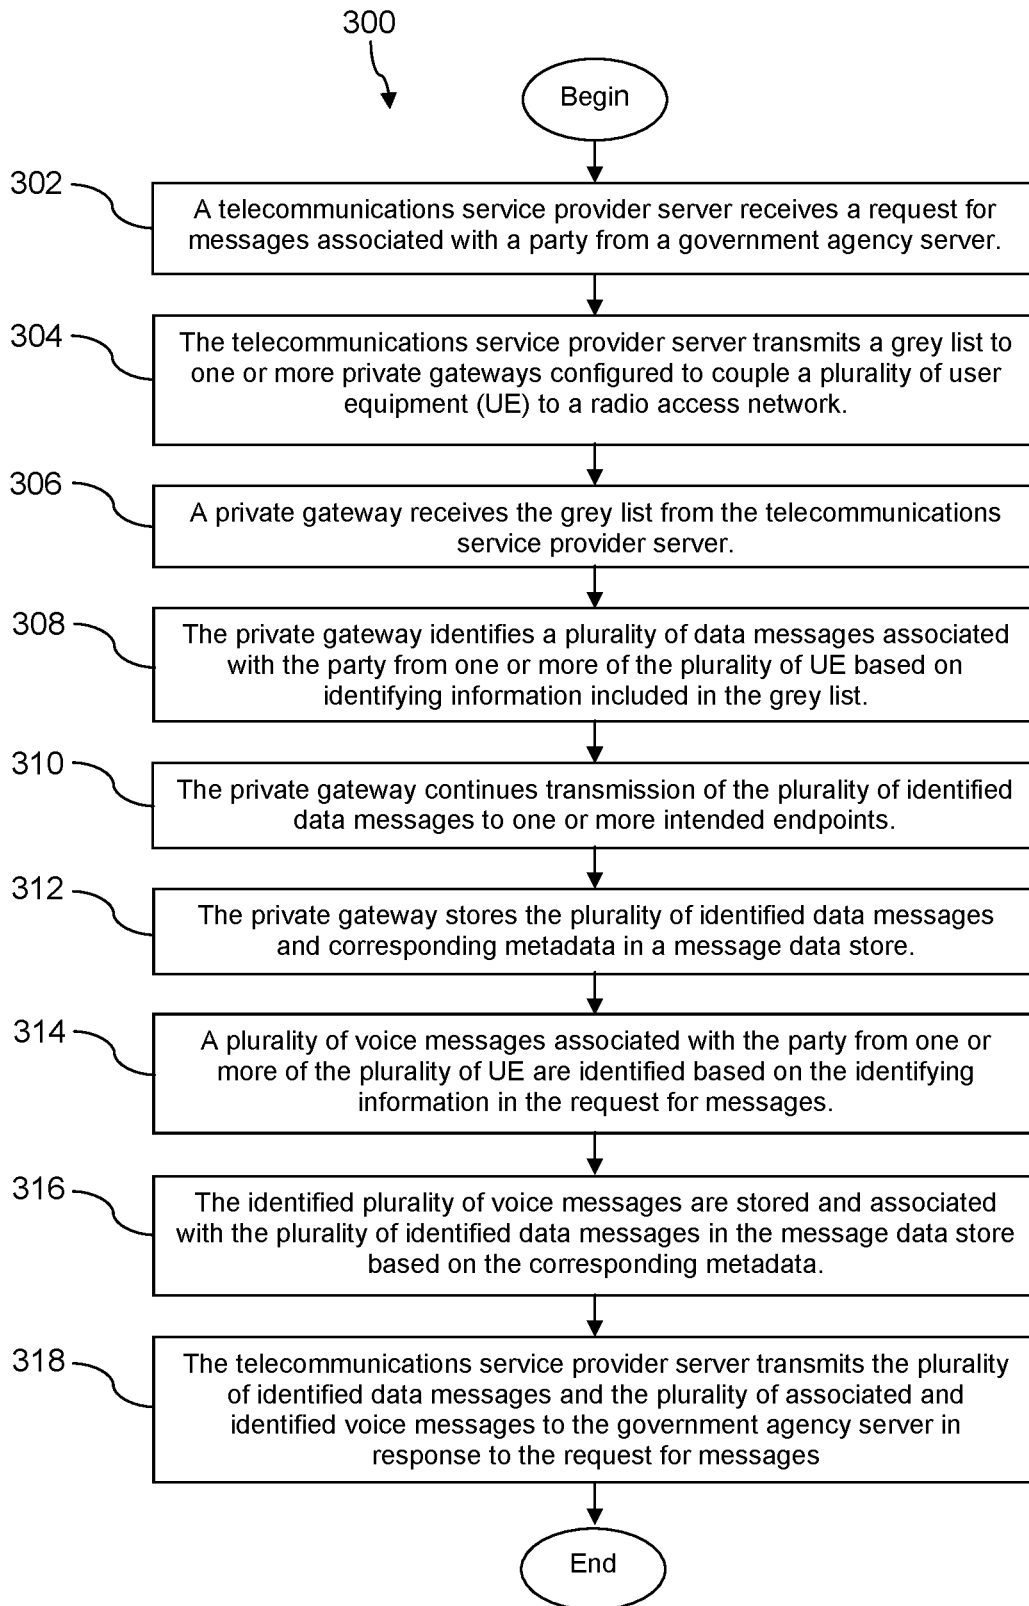 300
Begin
302
A telecommunications service provider server receives a request for
messages associated with a party from a government agency server.
304
The telecommunications service provider server transmits a grey list to
one or more private gateways configured to couple a plurality of user
equipment (UE) to a radio access network.
306
A private gateway receives the grey list from the telecommunications
service provider server.
308
The private gateway identifies a plurality of data messages associated
with the party from one or more of the plurality of UE based on
identifying information included in the grey list.
310
The private gateway continues transmission of the plurality of identified
data messages to one or more intended endpoints.
312
The private gateway stores the plurality of identified data messages
and corresponding metadata in a message data store.
314
A plurality of voice messages associated with the party from one or
more of the plurality of UE are identified based on the identifying
information in the request for messages.
316
The identified plurality of voice messages are stored and associated
with the plurality of identified data messages in the message data store
based on the corresponding metadata.
318
The telecommunications service provider server transmits the plurality
of identified data messages and the plurality of associated and
identified voice messages to the government agency server in
response to the request for messages
End